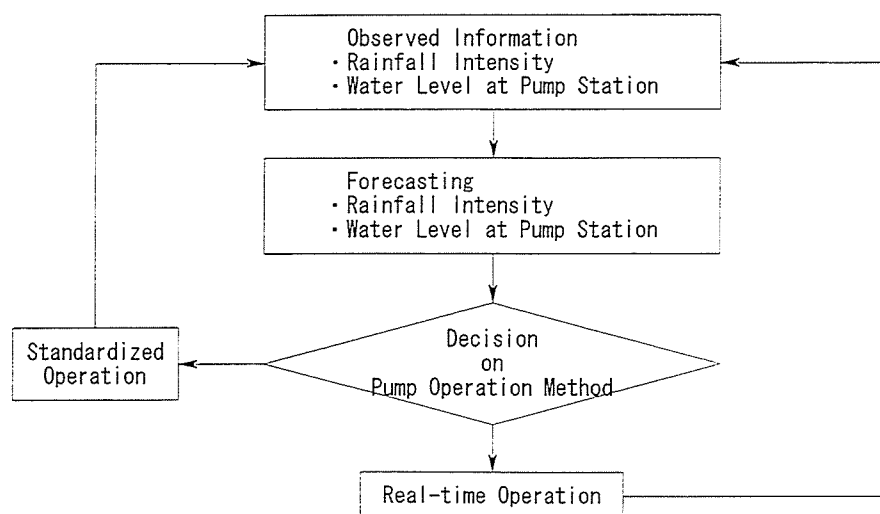 Observed Information
・Rainfall Intensity
・Water Level at Pump Station
Forecasting
・Rainfall Intensity
・Water Level at Pump Station
Decision
on
Pump Operation Method
Standardized
Operation
Real-time Operation